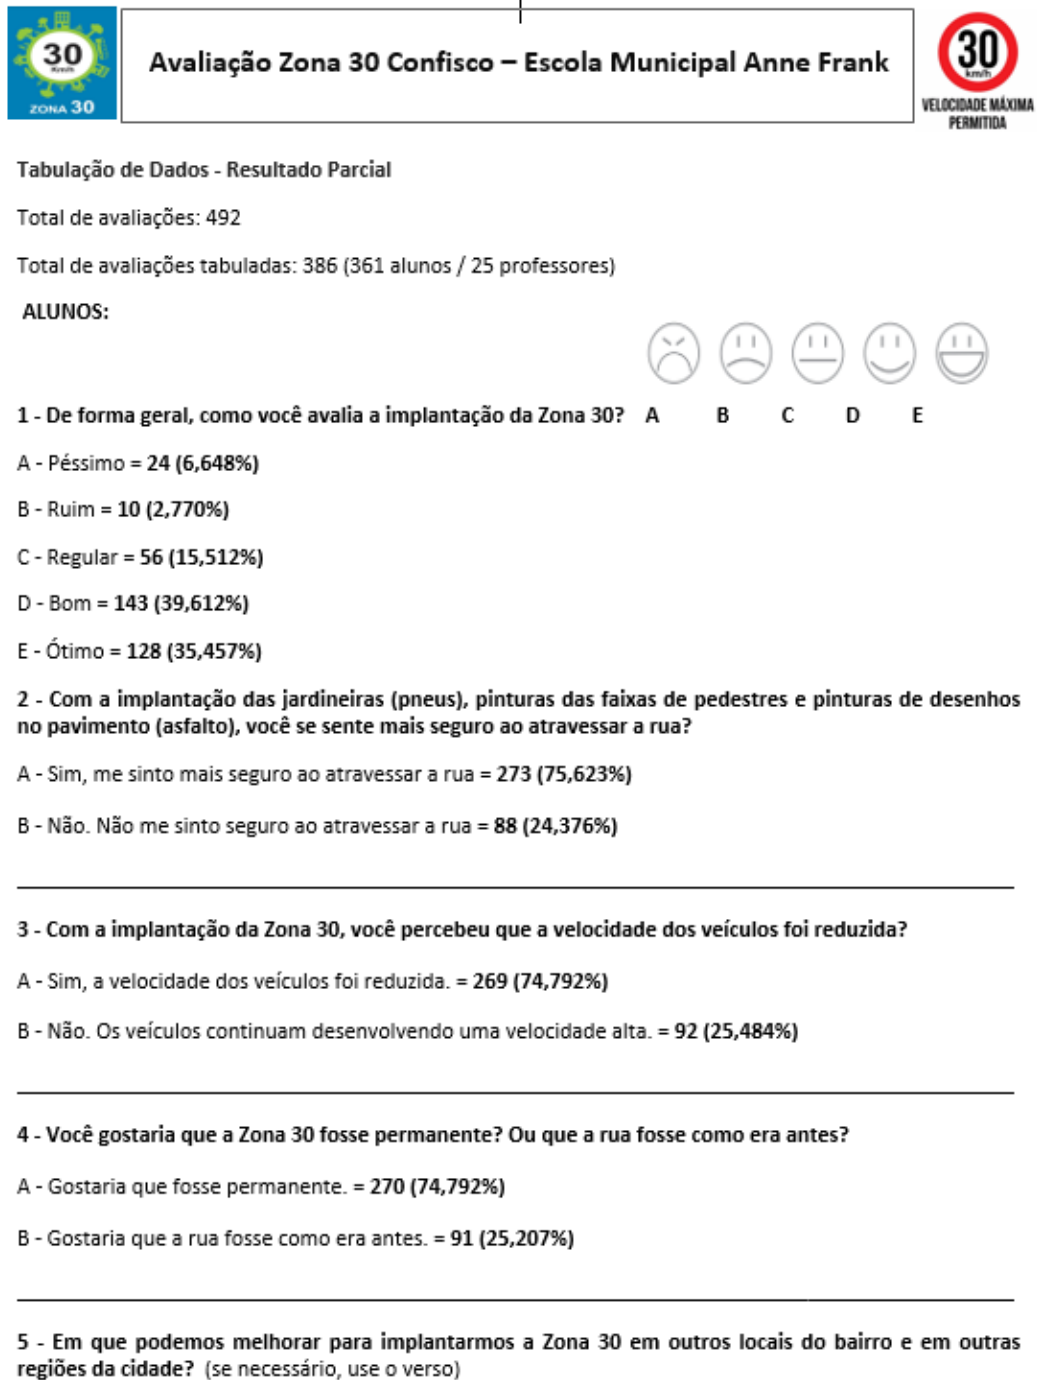 30
Km/h
ZONA 30
Avaliação Zona 30 Confisco – Escola Municipal Anne Frank
30
km/h
VELOCIDADE MÁXIMA
PERMITIDA
Tabulação de Dados - Resultado Parcial
Total de avaliações: 492
Total de avaliações tabuladas: 386 (361 alunos / 25 professores)
ALUNOS:
1 - De forma geral, como você avalia a implantação da Zona 30? A B C D E
A - Péssimo = 24 (6,648%)
B - Ruim = 10 (2,770%)
C - Regular = 56 (15,512%)
D - Bom = 143 (39,612%)
E - Ótimo = 128 (35,457%)
2 - Com a implantação das jardineiras (pneus), pinturas das faixas de pedestres e pinturas de desenhos
no pavimento (asfalto), você se sente mais seguro ao atravessar a rua?
A - Sim, me sinto mais seguro ao atravessar a rua = 273 (75,623%)
B - Não. Não me sinto seguro ao atravessar a rua = 88 (24,376%)
3 - Com a implantação da Zona 30, você percebeu que a velocidade dos veículos foi reduzida?
A - Sim, a velocidade dos veículos foi reduzida. = 269 (74,792%)
B - Não. Os veículos continuam desenvolvendo uma velocidade alta. = 92 (25,484%)
4 - Você gostaria que a Zona 30 fosse permanente? Ou que a rua fosse como era antes?
A - Gostaria que fosse permanente. = 270 (74,792%)
B - Gostaria que a rua fosse como era antes. = 91 (25,207%)
5 - Em que podemos melhorar para implantarmos a Zona 30 em outros locais do bairro e em outras
regiões da cidade? (se necessário, use o verso)